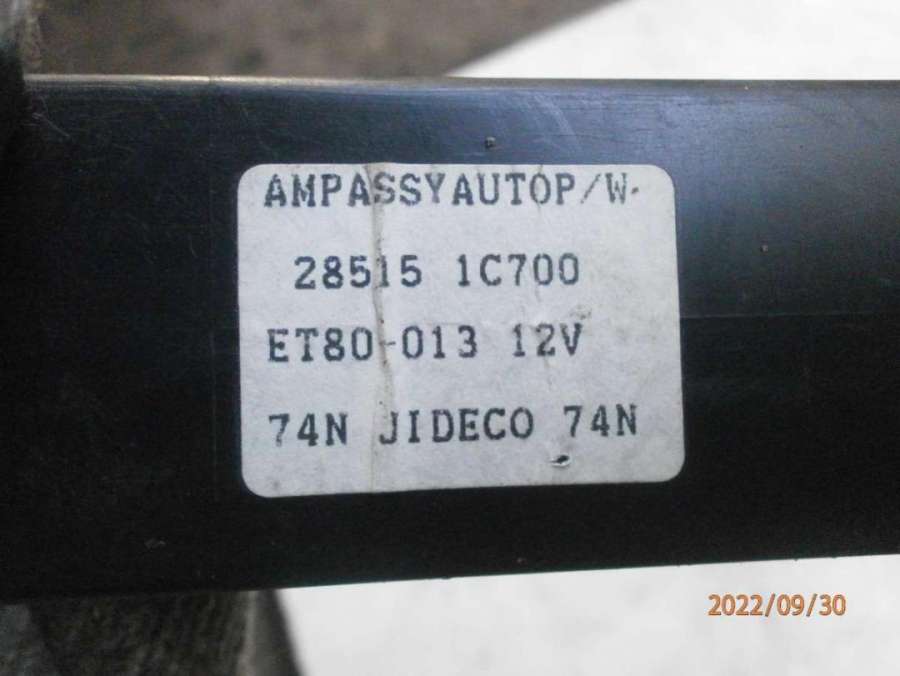 AMPASSYAUTOP/W.
28515 1C700
ET80-013 12V
74N JIDECO 74N
2022/09/30